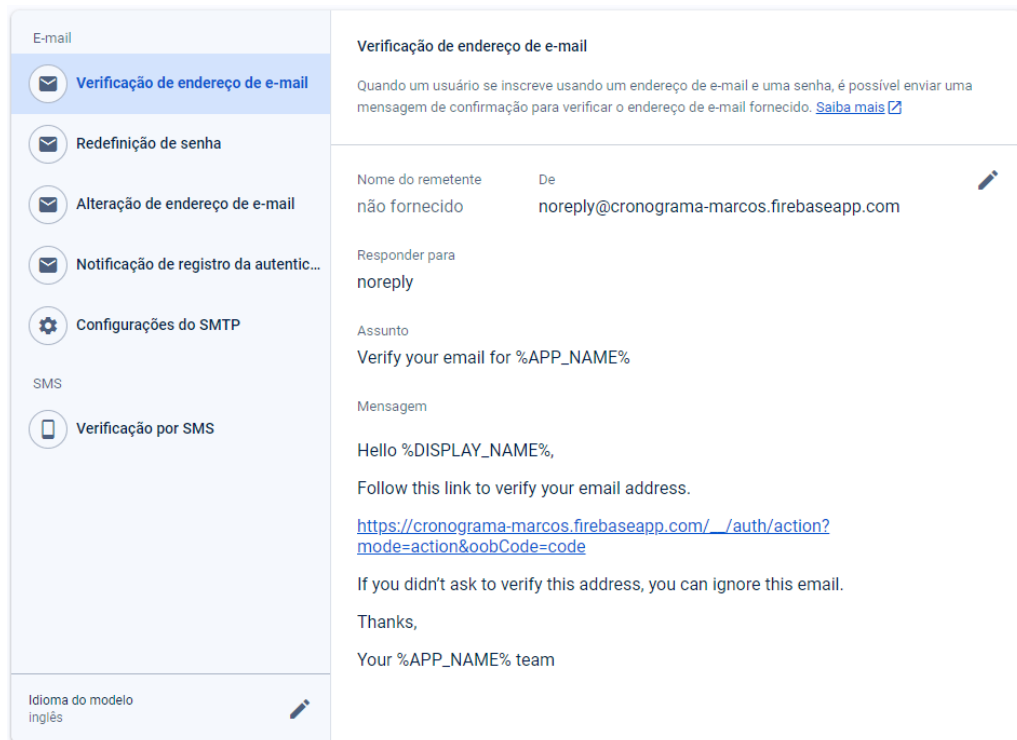 E-mail
Verificação de endereço de e-mail
Redefinição de senha
Alteração de endereço de e-mail
Notificação de registro da autentic...
Configurações do SMTP
SMS
Verificação por SMS
Idioma do modelo
inglês
Verificação de endereço de e-mail
Quando um usuário se inscreve usando um endereço de e-mail e uma senha, é possível enviar uma
mensagem de confirmação para verificar o endereço de e-mail fornecido. Saiba mais
Nome do remetente De
não fornecido noreply@cronograma-marcos.firebaseapp.com
Responder para
noreply
Assunto
Verify your email for %APP_NAME%
Mensagem
Hello %DISPLAY_NAME%,
Follow this link to verify your email address.
https://cronograma-marcos.firebaseapp.com/__/auth/action?
mode=action&oobCode=code
If you didn’t ask to verify this address, you can ignore this email.
Thanks,
Your %APP_NAME% team